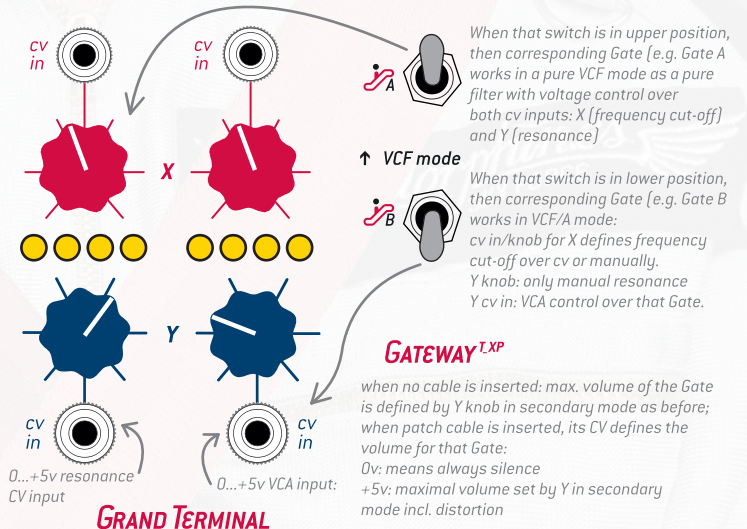 cv
in
cv
in
X
A
↑ VCF mode
B
When that switch is in upper position,
then corresponding Gate (e.g. Gate A
works in a pure VCF mode as a pure
filter with voltage control over
both cv inputs: X (frequency cut-off)
and Y (resonance)
When that switch is in lower position,
then corresponding Gate (e.g. Gate B
works in VCF/A mode:
cv in/knob for X defines frequency
cut-off over cv or manually.
Y knob: only manual resonance
Y cv in: VCA control over that Gate.
Y
cv
in
cv
in
0...+5v resonance
CV input
0...+5v VCA input:
GRAND TERMINAL
GATEWAY T_XP
when no cable is inserted: max. volume of the Gate
is defined by Y knob in secondary mode as before;
when patch cable is inserted, its CV defines the
volume for that Gate:
0v: means always silence
+5v: maximal volume set by Y in secondary
mode incl. distortion